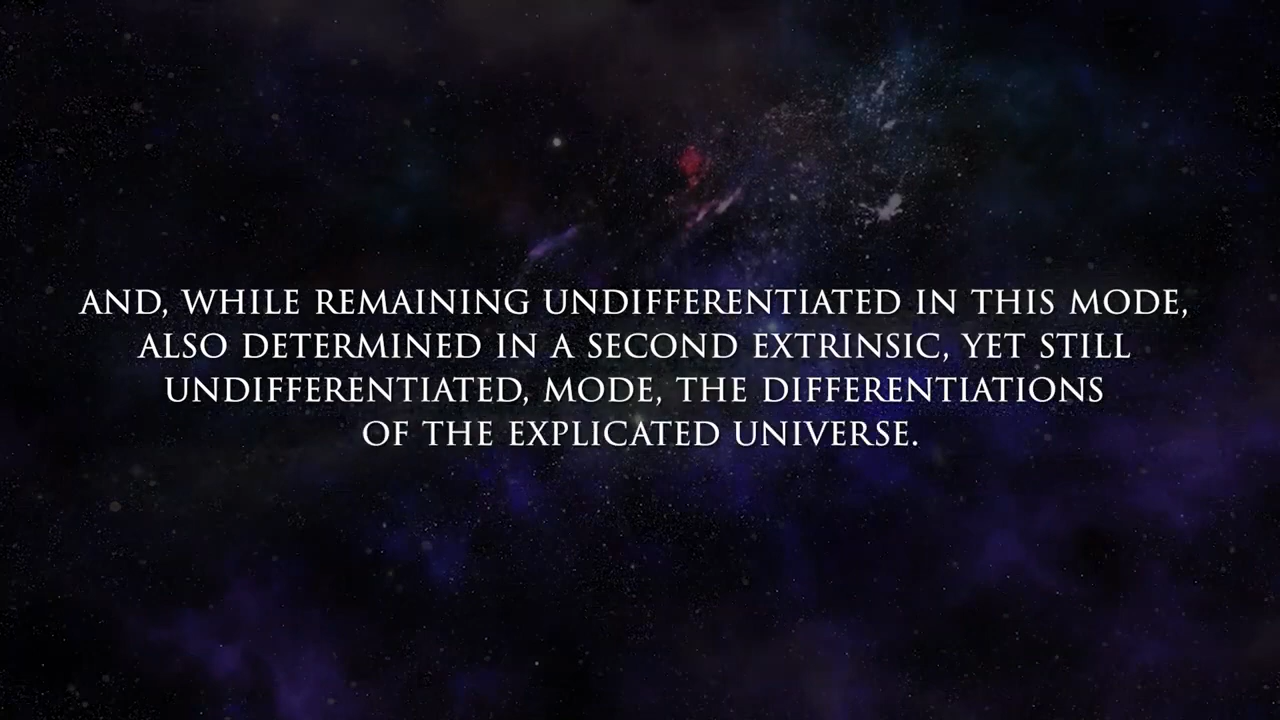 AND, WHILE REMAINING UNDIFFERENTIATED IN THIS MODE,
ALSO DETERMINED IN A SECOND EXTRINSIC, YET STILL
UNDIFFERENTIATED, MODE, THE DIFFERENTIATIONS
OF THE EXPLICATED UNIVERSE.